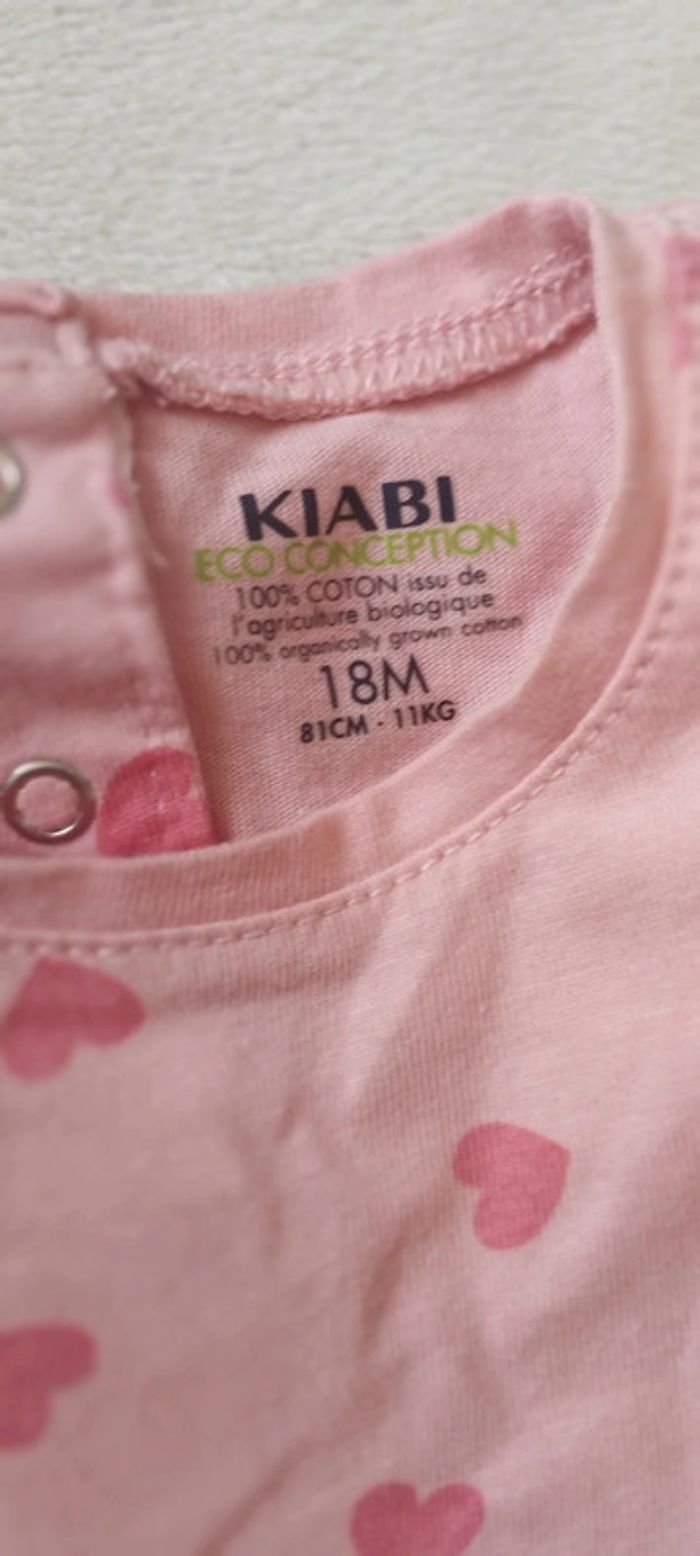 KIABI
ECO CONCEPTION
100% COTON issu de
l'agriculture biologique
100% organically grown cotton
18M
81CM - 11KG